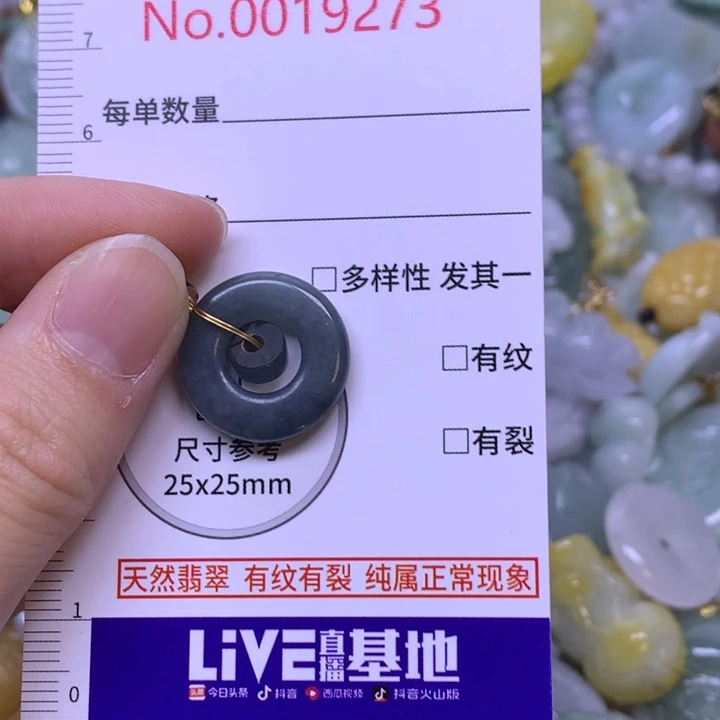 No.0019273
7
每单数量
6
□多样性 发其一
□有纹
□有裂
尺寸参考
25x25mm
天然翡翠 有纹有裂 纯属正常现象
1
LiVE直播基地
头条 今日头条 抖音 西瓜视频 抖音火山版
0